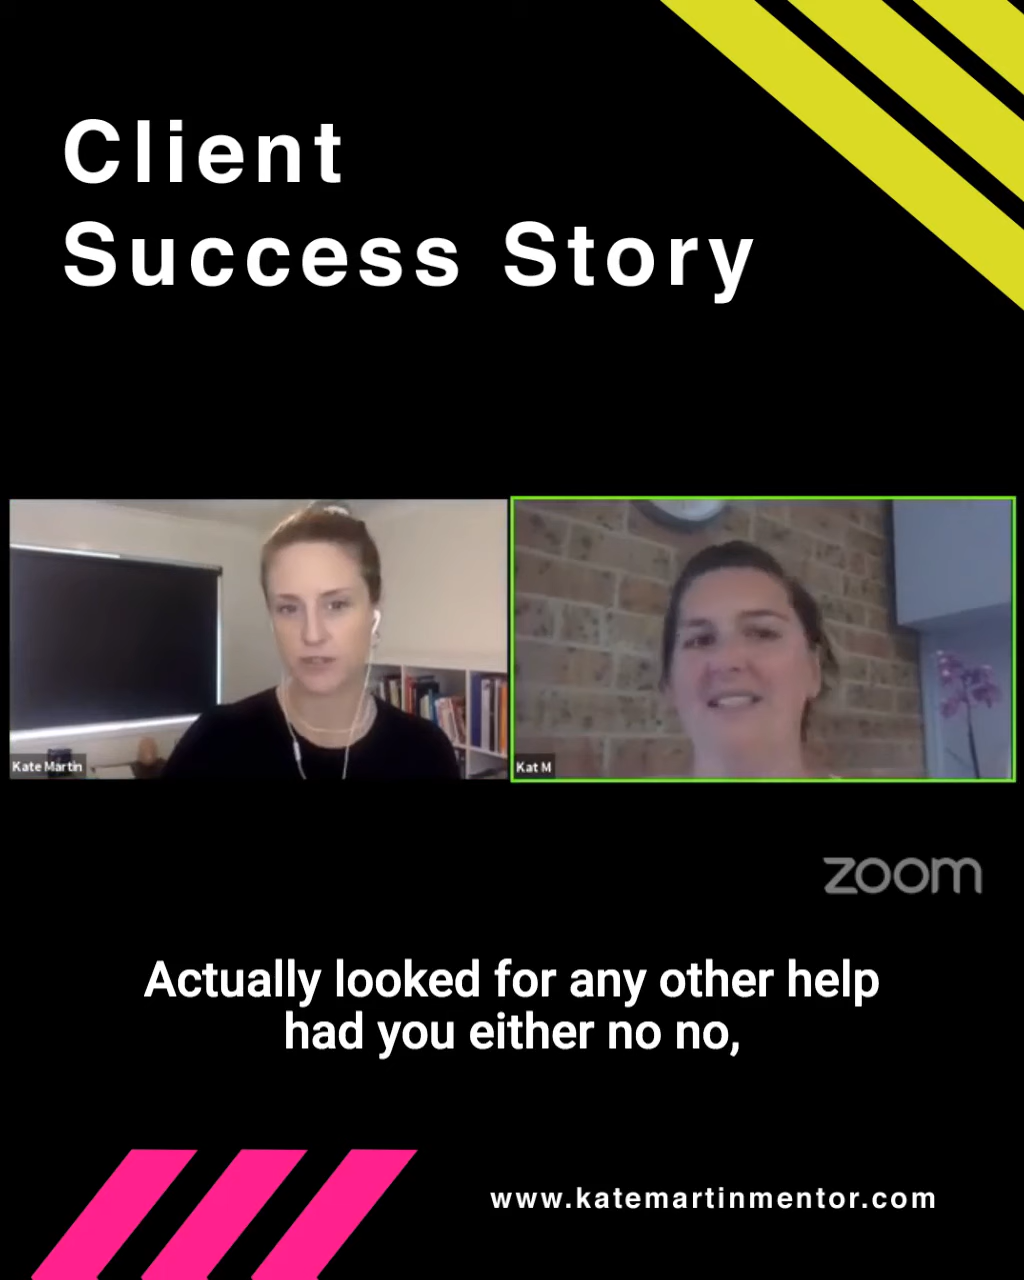 Client
Success Story
Kate Martin
Kat M
zoom
Actually looked for any other help
had you either no no,
www.katemartinmentor.com